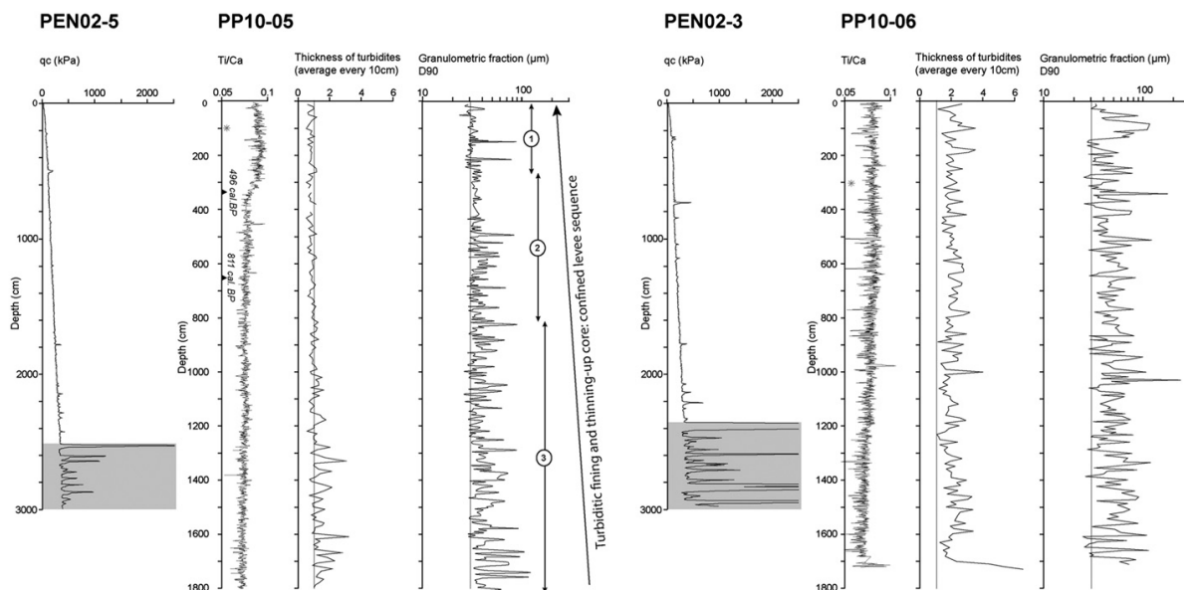 PEN02-5
PP10-05
qc (kPa)
Ti/Ca
Thickness of turbidites
(average every 10cm)
Granulometric fraction (µm)
D90
0 1000 2000
0.05 0.1
0 2 4 6
10 100
0
1000
2000
3000
Depth (cm)
0
200
400
600
800
1000
1200
1400
1600
1800
Depth (cm)
496 cal.BP
811 cal. BP
1
2
3
Turbiditic fining and thinning-up core: confined levee sequence
PEN02-3
PP10-06
qc (kPa)
Ti/Ca
Thickness of turbidites
(average every 10cm)
Granulometric fraction (µm)
D90
0 1000 2000
0.05 0.1
0 2 4 6
10 100
0
1000
2000
3000
Depth (cm)
0
200
400
600
800
1000
1200
1400
1600
1800
Depth (cm)